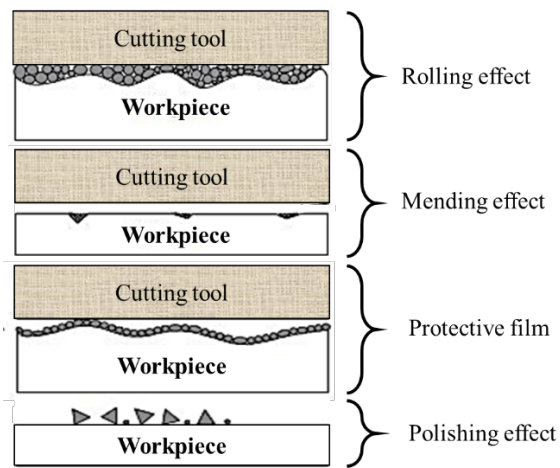 Cutting tool
Workpiece
Rolling effect
Cutting tool
Workpiece
Mending effect
Cutting tool
Workpiece
Protective film
Workpiece
Polishing effect